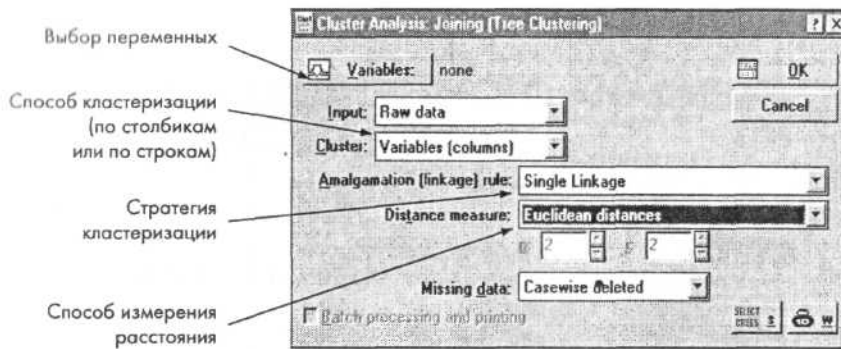 Выбор переменных
Способ кластеризации
(по столбикам
или по строкам)
Стратегия
кластеризации
Способ измерения
расстояния
Cluster Analysis: Joining (Tree Clustering)
Variables: none
OK
Input: Raw data
Cancel
Cluster: Variables (columns)
Amalgamation (linkage) rule: Single Linkage
Distance measure: Euclidean distances
2 2
Missing data: Casewise deleted
Batch processing and printing
SELECT
CASES S W